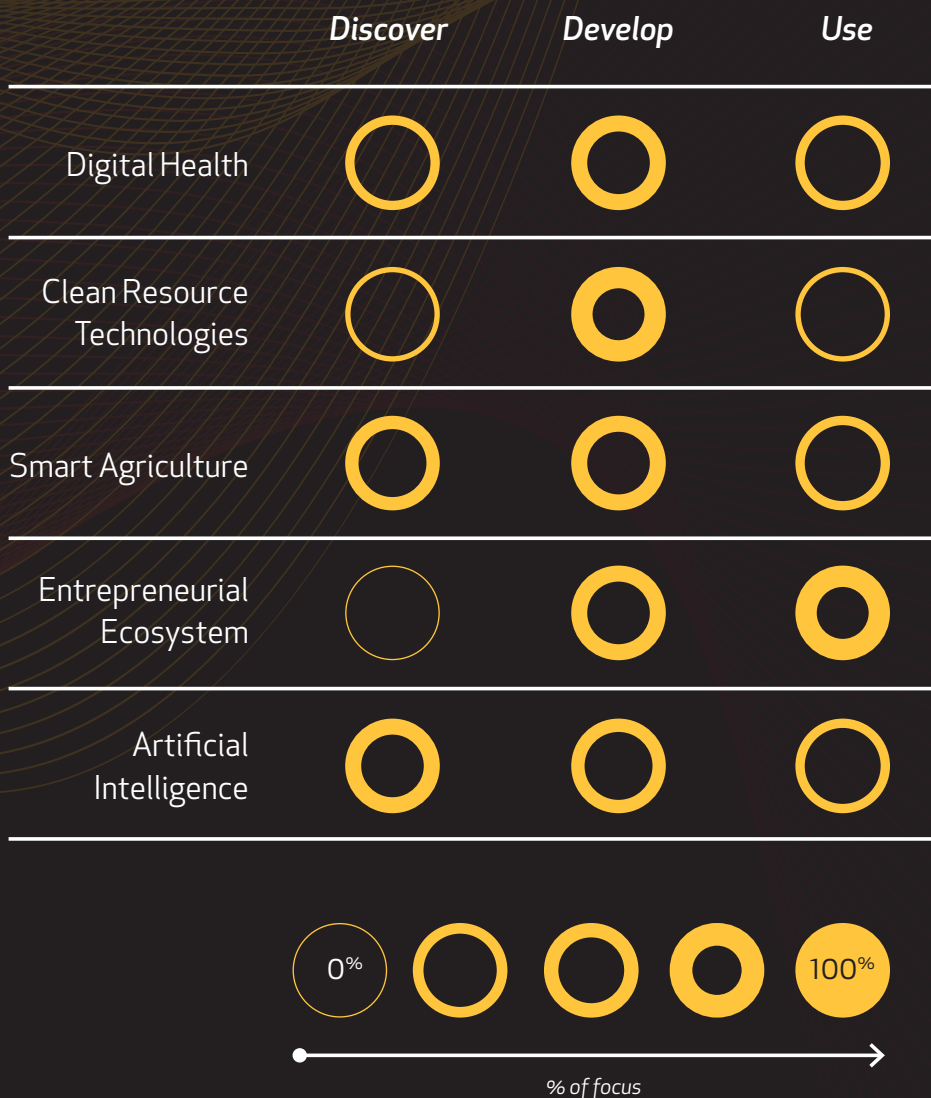 Discover Develop Use
Digital Health
Clean Resource
Technologies
Smart Agriculture
Entrepreneurial
Ecosystem
Artificial
Intelligence
0% 100%
% of focus